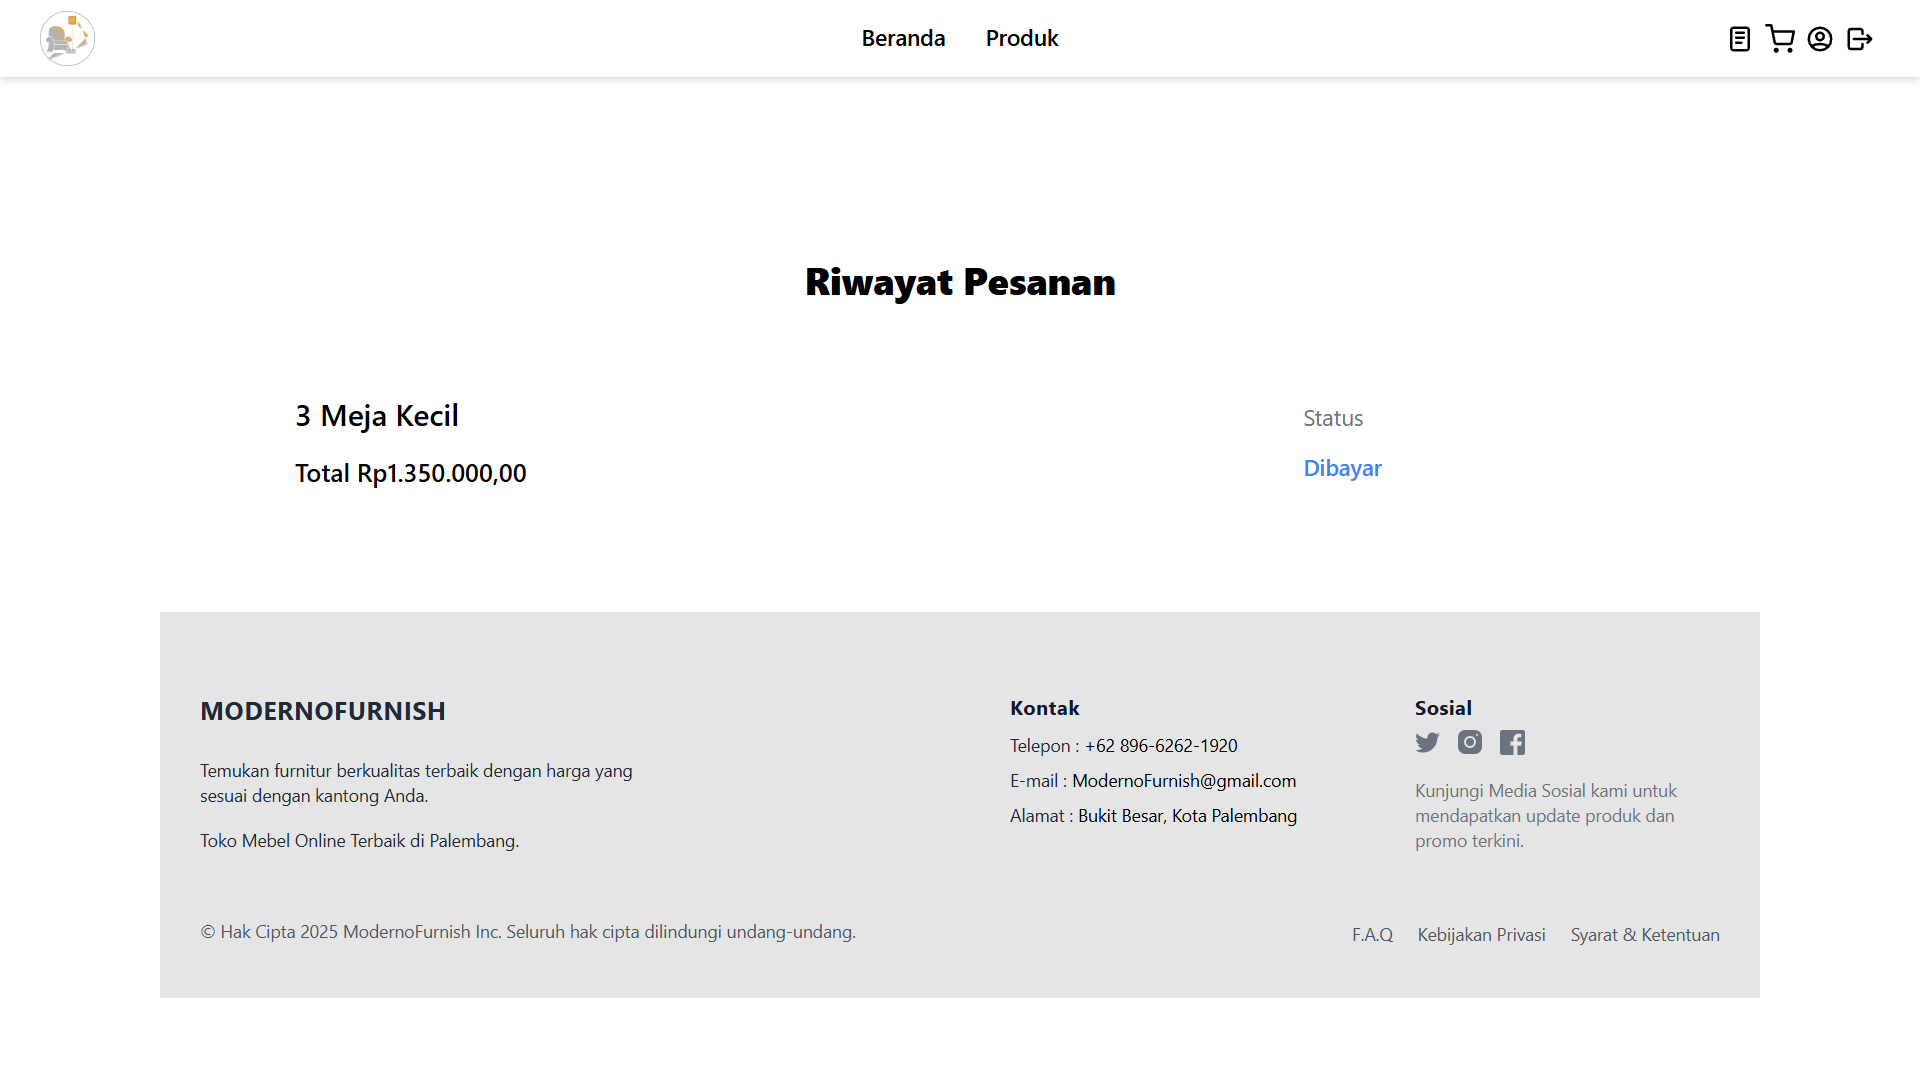 Beranda
Produk
Riwayat Pesanan
3 Meja Kecil
Total Rp1.350.000,00
Status
Dibayar
MODERNOFURNISH
Temukan furnitur berkualitas terbaik dengan harga yang
sesuai dengan kantong Anda.
Toko Mebel Online Terbaik di Palembang.
Kontak
Telepon : +62 896-6262-1920
E-mail : ModernoFurnish@gmail.com
Alamat : Bukit Besar, Kota Palembang
Sosial
Kunjungi Media Sosial kami untuk
mendapatkan update produk dan
promo terkini.
© Hak Cipta 2025 ModernoFurnish Inc. Seluruh hak cipta dilindungi undang-undang.
F.A.Q
Kebijakan Privasi
Syarat & Ketentuan